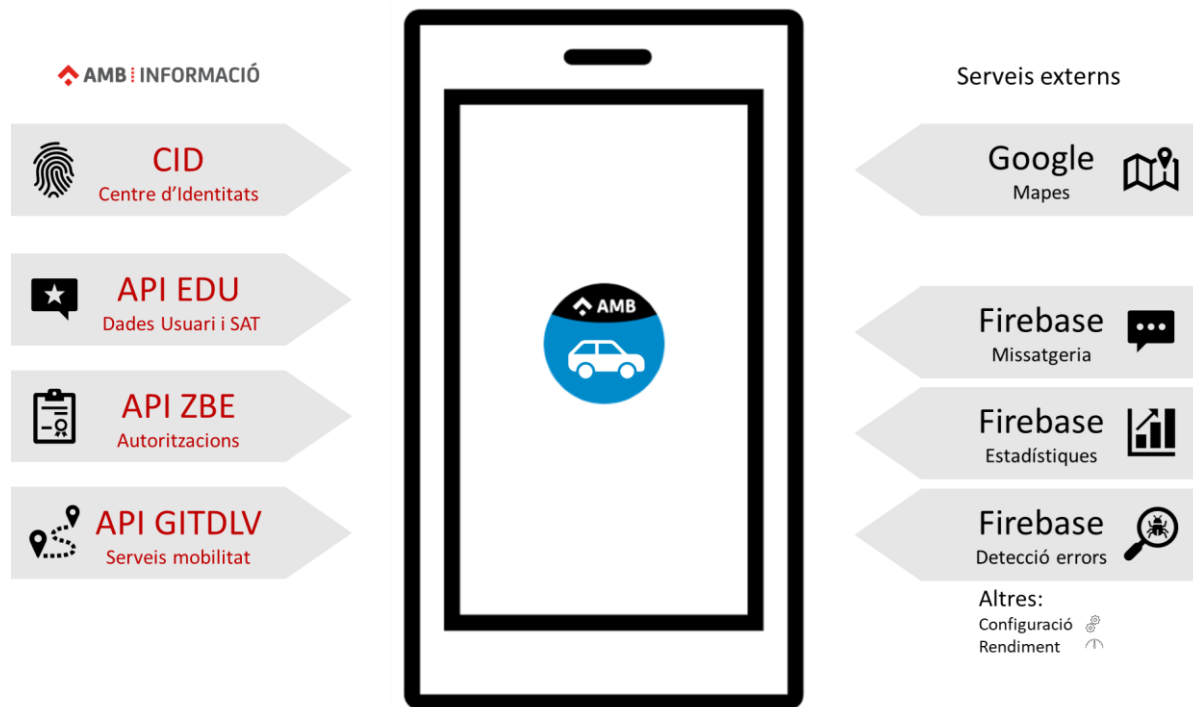 AMB INFORMACIÓ
CID
Centre d'Identitats
API EDU
Dades Usuari i SAT
API ZBE
Autoritzacions
API GITDLV
Serveis mobilitat
AMB
Serveis externs
Google
Mapes
Firebase
Missatgeria
Firebase
Estadístiques
Firebase
Detecció errors
Altres:
Configuració
Rendiment